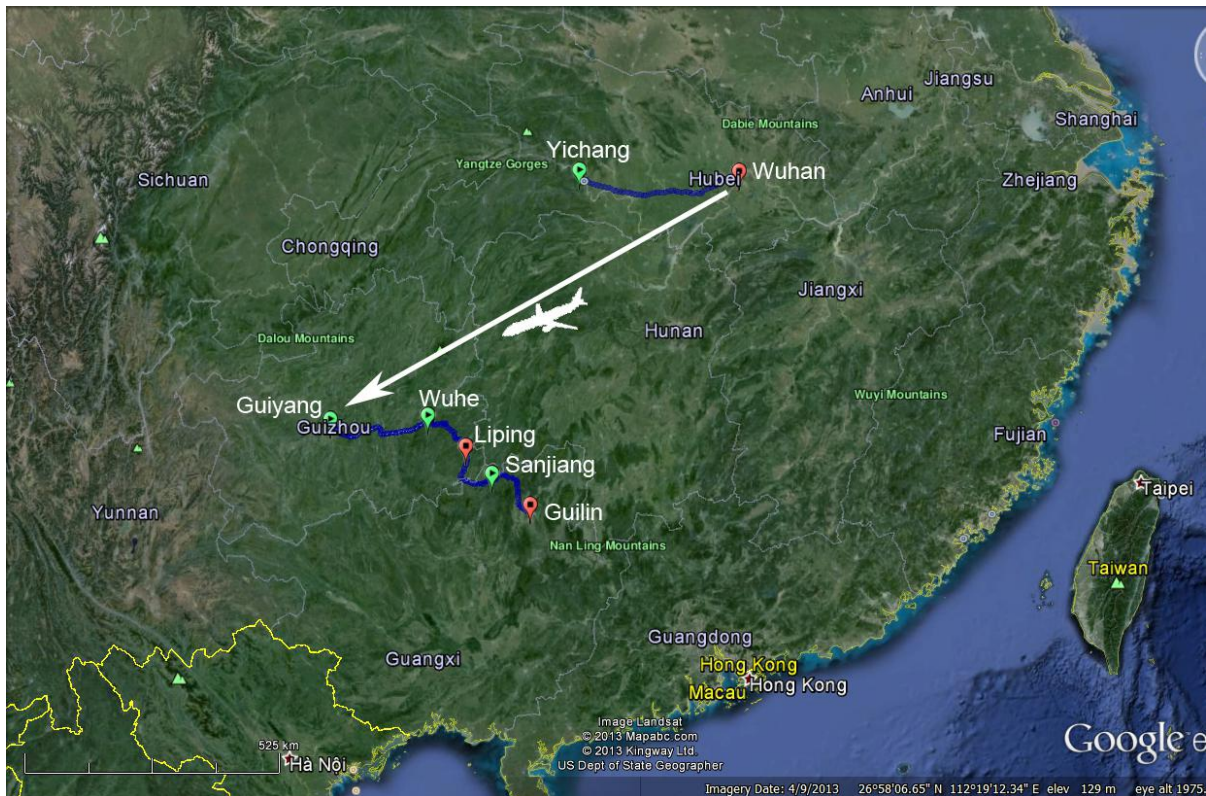 Jiangsu
Anhui
Shanghai
Dabie Mountains
Yichang
Yangtze Gorges
Wuhan
Hubei
Sichuan
Zhejiang
Chongqing
Jiangxi
Hunan
Dalou Mountains
Wuyi Mountains
Guiyang
Wuhe
Guizhou
Liping
Fujian
Sanjiang
Taipei
Yunnan
Guilin
Nan Ling Mountains
Taiwan
Guangdong
Guangxi
Hong Kong
Hong Kong
Macau
Image Landsat
© 2013 Mapabc.com
© 2013 Kingway Ltd.
US Dept of State Geographer
525 km
Hà Nội
Google e
Imagery Date: 4/9/2013 26°58'06.65" N 112°19'12.34" E elev 129 m eye alt 1975.